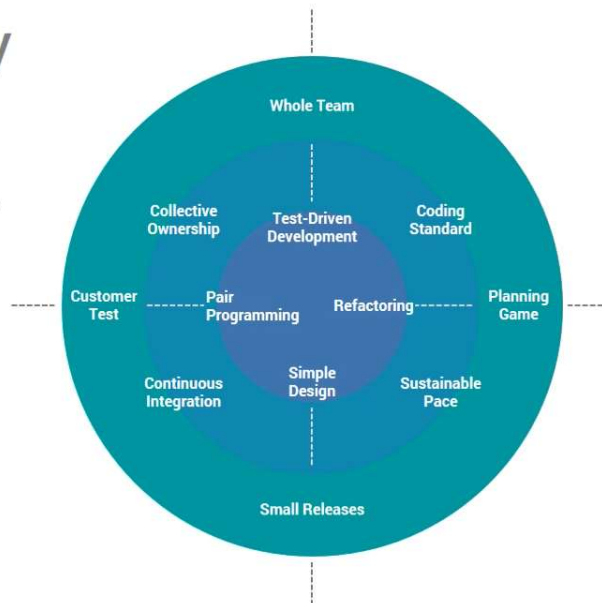 Whole Team
Collective
Ownership
Test-Driven
Development
Coding
Standard
Customer
Test
Pair
Programming
Refactoring
Planning
Game
Continuous
Integration
Simple
Design
Sustainable
Pace
Small Releases